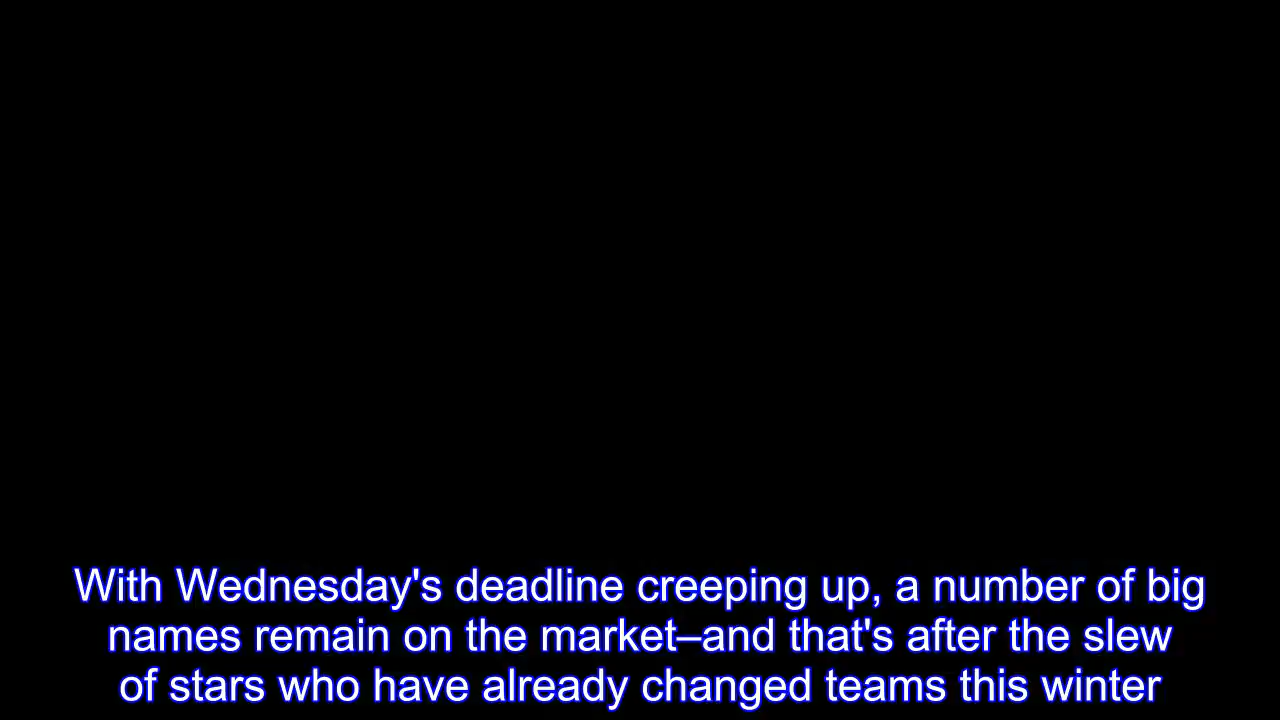 With Wednesday's deadline creeping up, a number of big
names remain on the market–and that's after the slew
of stars who have already changed teams this winter